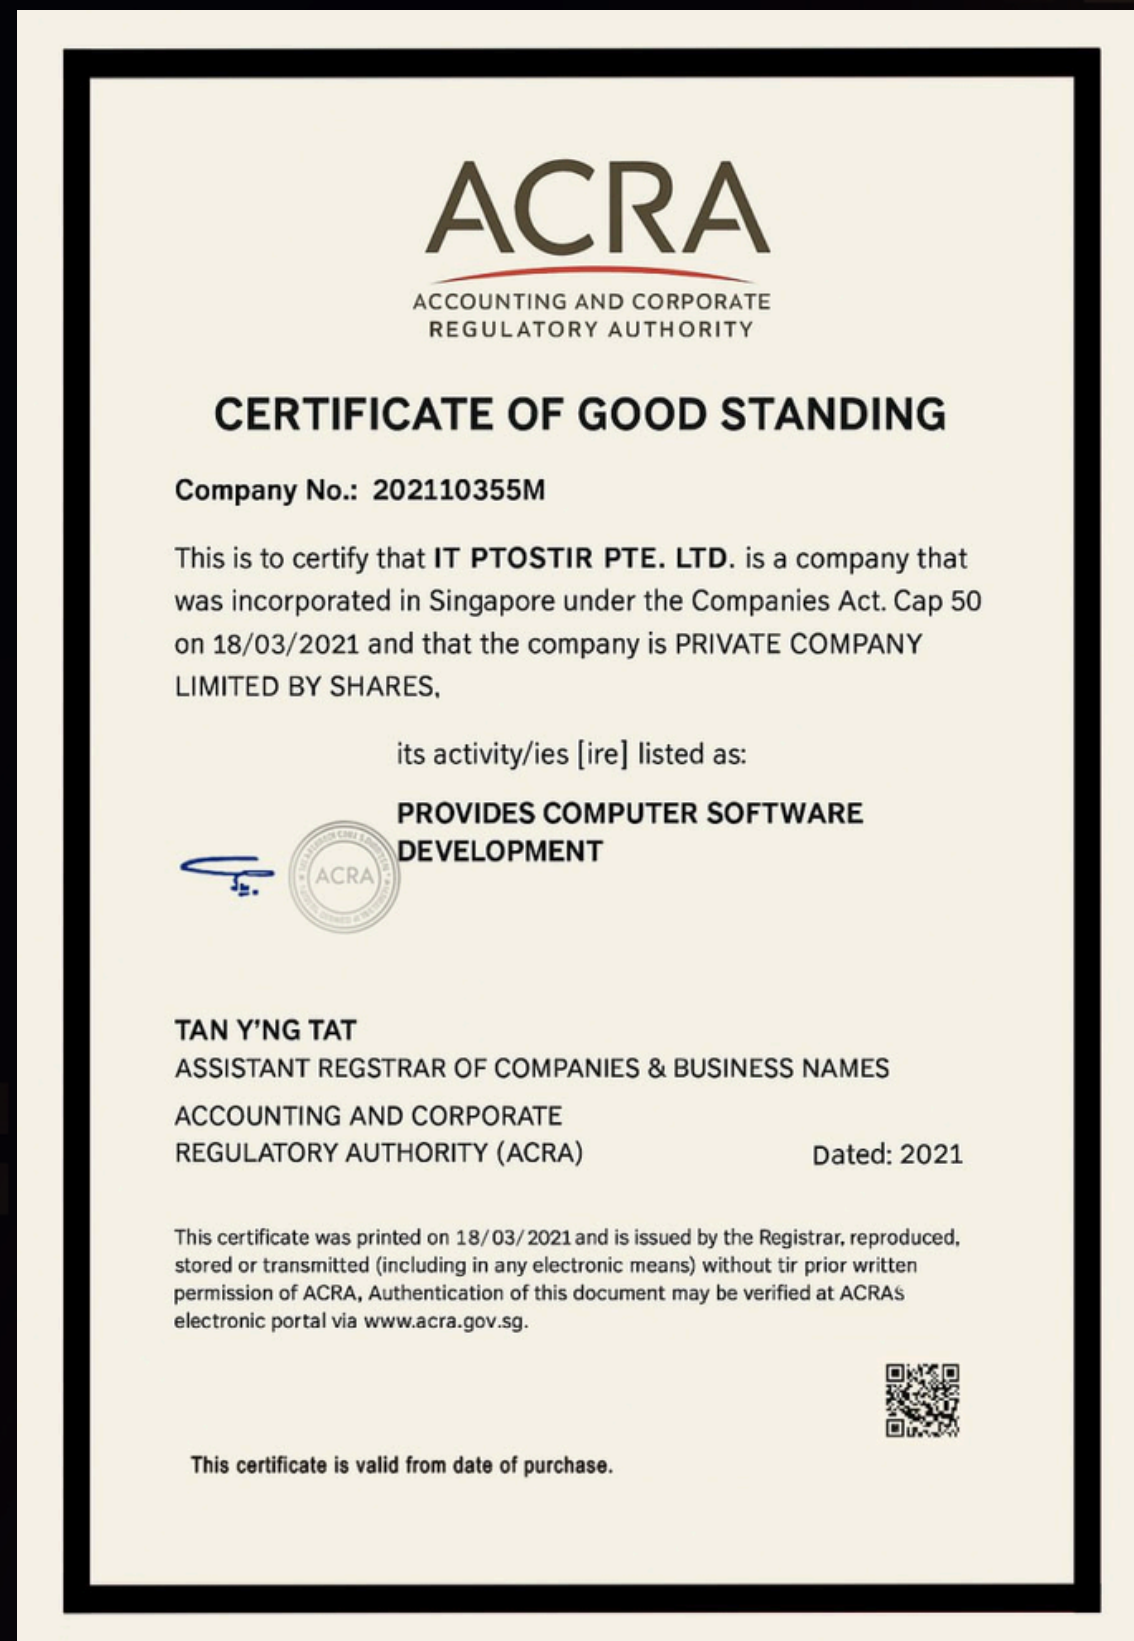 ACRA
ACCOUNTING AND CORPORATE
REGULATORY AUTHORITY
CERTIFICATE OF GOOD STANDING
Company No.: 202110355M
This is to certify that IT PTOSTIR PTE. LTD. is a company that
was incorporated in Singapore under the Companies Act. Cap 50
on 18/03/2021 and that the company is PRIVATE COMPANY
LIMITED BY SHARES,
its activity/ies [ire] listed as:
PROVIDES COMPUTER SOFTWARE
DEVELOPMENT
ACRA
TAN Y'NG TAT
ASSISTANT REGSTRAR OF COMPANIES & BUSINESS NAMES
ACCOUNTING AND CORPORATE
REGULATORY AUTHORITY (ACRA)
Dated: 2021
This certificate was printed on 18/03/2021 and is issued by the Registrar, reproduced,
stored or transmitted (including in any electronic means) without tir prior written
permission of ACRA, Authentication of this document may be verified at ACRAs
electronic portal via www.acra.gov.sg.
This certificate is valid from date of purchase.